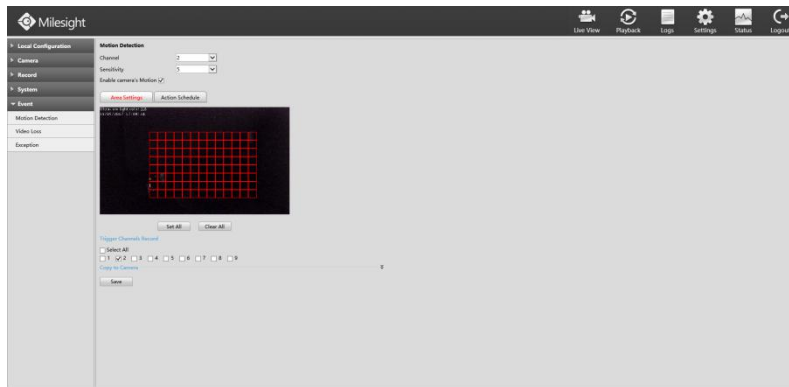 Milesight
Live View
Playback
Logs
Settings
Status
Logout
Local Configuration
Camera
Record
System
Event
Motion Detection
Video Loss
Exception
Motion Detection
Channel 2
Sensitivity 5
Enable camera's Motion
Area Settings Action Schedule
Set All Clear All
Trigger Channels Record
Select All
1 2 3 4 5 6 7 8 9
Copy to Camera
Save